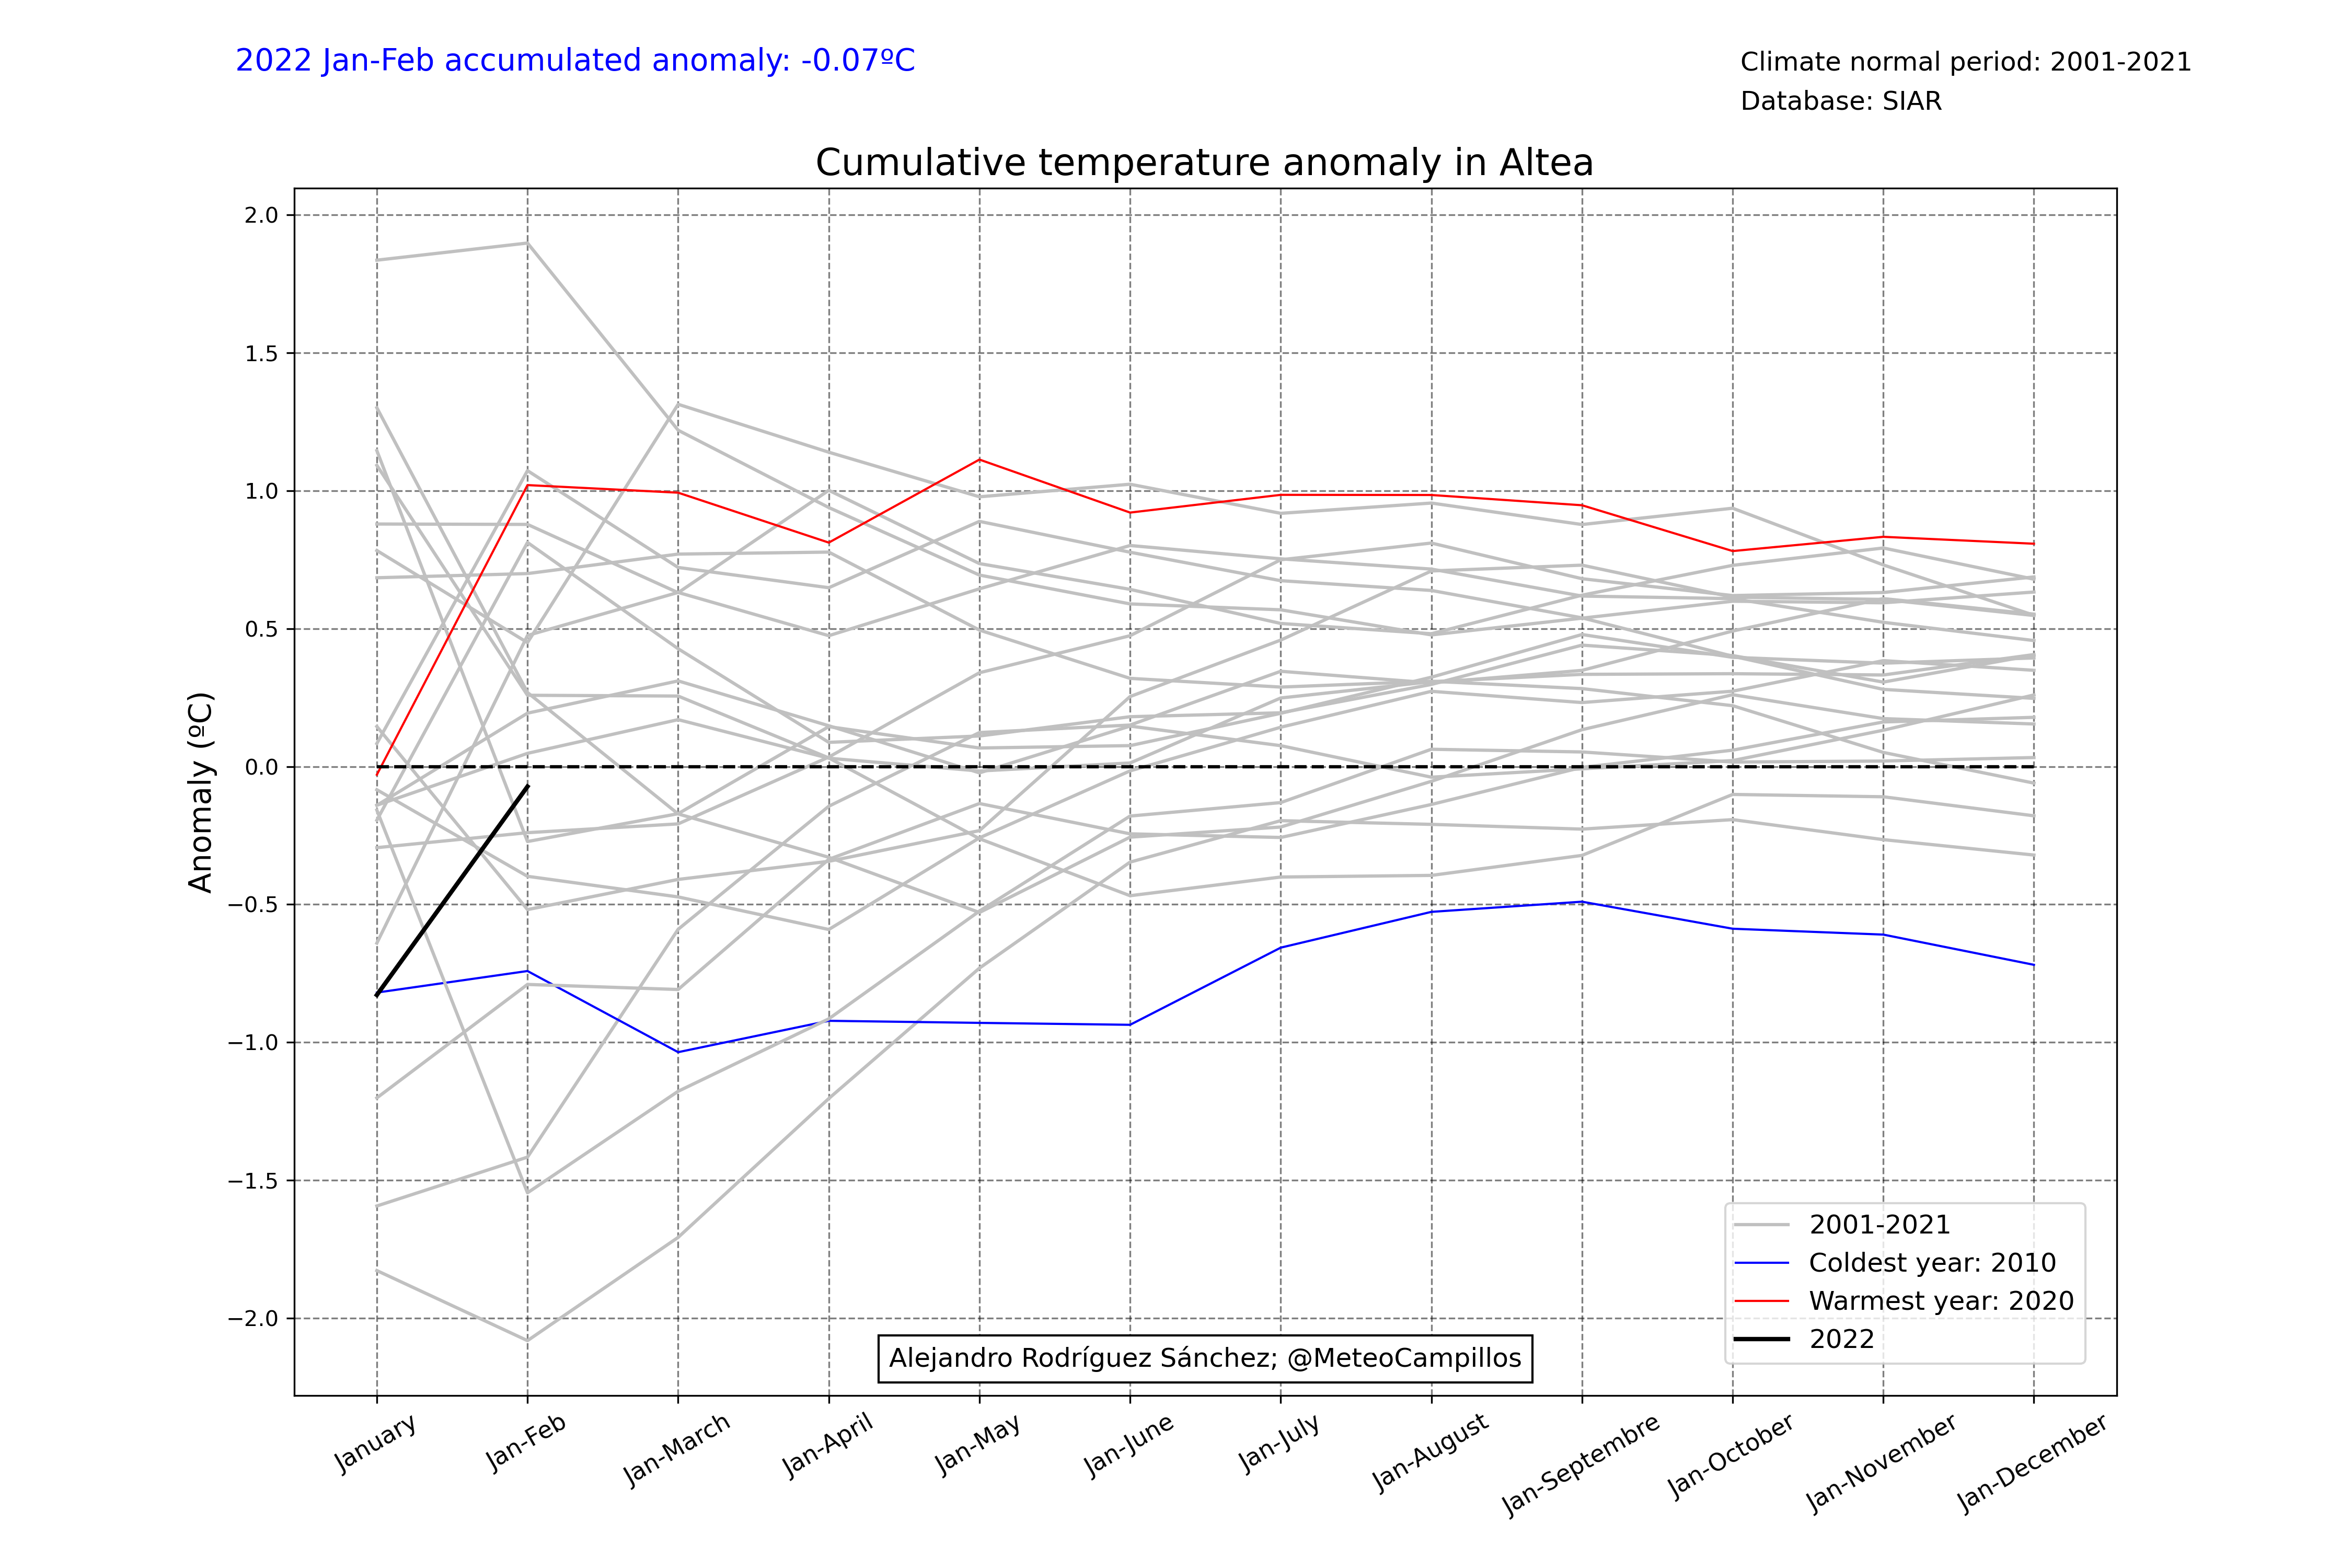 2022 Jan-Feb accumulated anomaly: -0.07ºC
Climate normal period: 2001-2021
Database: SIAR
Cumulative temperature anomaly in Altea
2.0
1.5
1.0
0.5
0.0
−0.5
−1.0
−1.5
−2.0
Anomaly (ºC)
2001-2021
Coldest year: 2010
Warmest year: 2020
2022
Alejandro Rodríguez Sánchez; @MeteoCampillos
January
Jan-Feb
Jan-March
Jan-April
Jan-May
Jan-June
Jan-July
Jan-August
Jan-Septembre
Jan-October
Jan-November
Jan-December